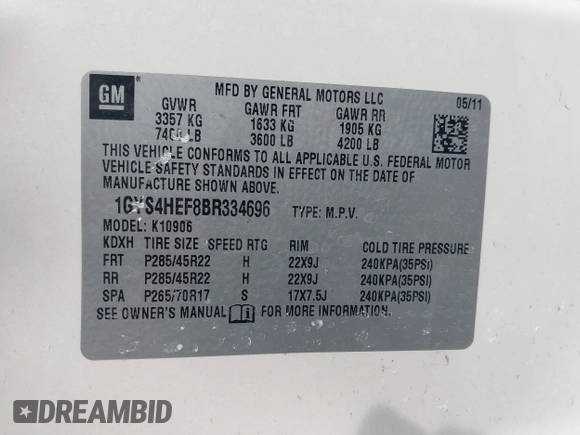 GM
MFD BY GENERAL MOTORS LLC
05/11
GVWR GAWR FRT GAWR RR
3357 KG 1633 KG 1905 KG
7400 LB 3600 LB 4200 LB
THIS VEHICLE CONFORMS TO ALL APPLICABLE U.S. FEDERAL MOTOR
VEHICLE SAFETY STANDARDS IN EFFECT ON THE DATE OF
MANUFACTURE SHOWN ABOVE.
1GYS4HEF8BR334696 TYPE: M.P.V.
MODEL: K10906
KDXH TIRE SIZE SPEED RTG RIM COLD TIRE PRESSURE
FRT P285/45R22 H 22X9J 240KPA(35PSI)
RR P285/45R22 H 22X9J 240KPA(35PSI)
SPA P265/70R17 S 17X7.5J 240KPA(35PSI)
SEE OWNER'S MANUAL FOR MORE INFORMATION.
DREAMBID